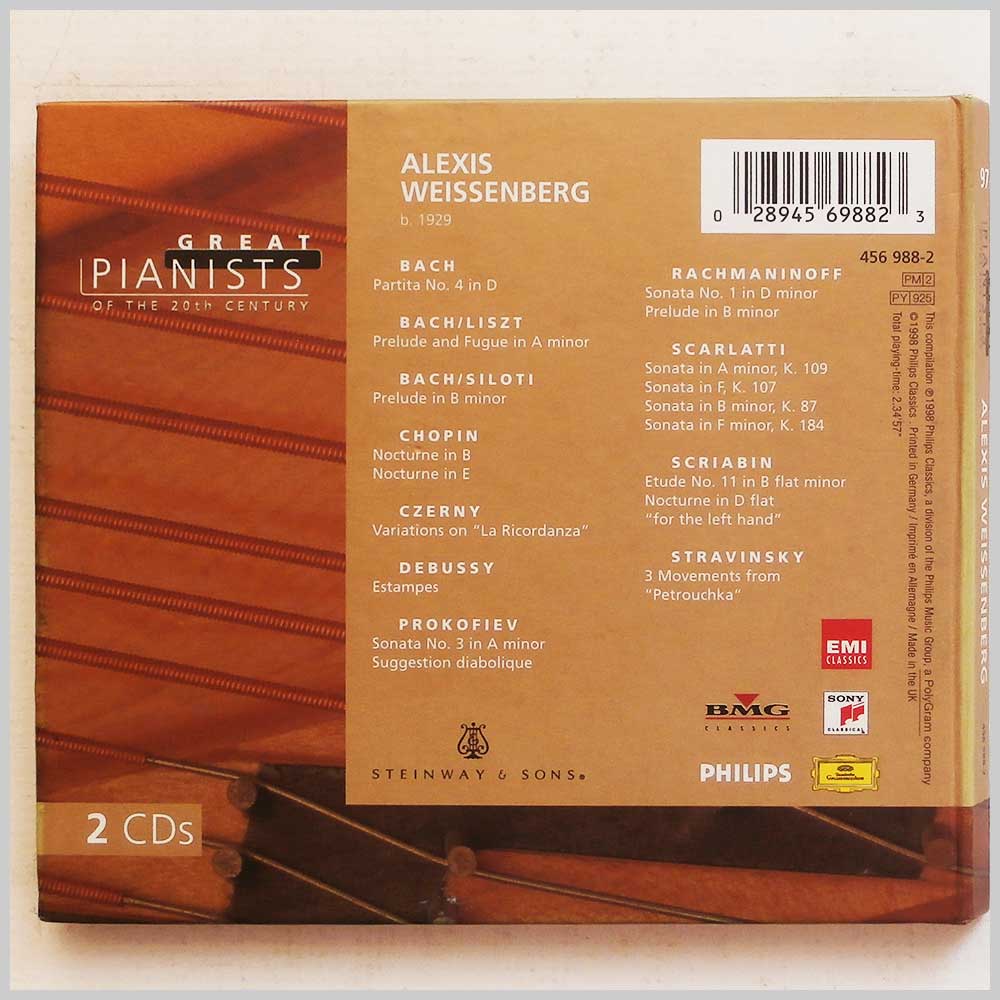 GREAT
PIANISTS
OF THE 20th CENTURY
2 CDs
ALEXIS
WEISSENBERG
b. 1929
BACH
Partita No. 4 in D
BACH/LISZT
Prelude and Fugue in A minor
BACH/SILOTI
Prelude in B minor
CHOPIN
Nocturne in B
Nocturne in E
CZERNY
Variations on “La Ricordanza”
DEBUSSY
Estampes
PROKOFIEV
Sonata No. 3 in A minor
Suggestion diabolique
STEINWAY & SONS®
0 28945 69882 3
456 988-2
PM 2
PY 925
RACHMANINOFF
Sonata No. 1 in D minor
Prelude in B minor
SCARLATTI
Sonata in A minor, K. 109
Sonata in F, K. 107
Sonata in B minor, K. 87
Sonata in F minor, K. 184
SCRIABIN
Etude No. 11 in B flat minor
Nocturne in D flat
“for the left hand”
STRAVINSKY
3 Movements from
“Petrouchka”
EMI
CLASSICS
BMG
CLASSICS
SONY
CLASSICAL
PHILIPS
Deutsche
Grammophon
This compilation ℗1998 Philips Classics, a division of the Philips Music Group, a PolyGram company
©1998 Philips Classics. Printed in Germany / Imprimé en Allemagne / Made in the UK
Total playing-time: 2.34'57"
97
ALEXIS WEISSENBERG